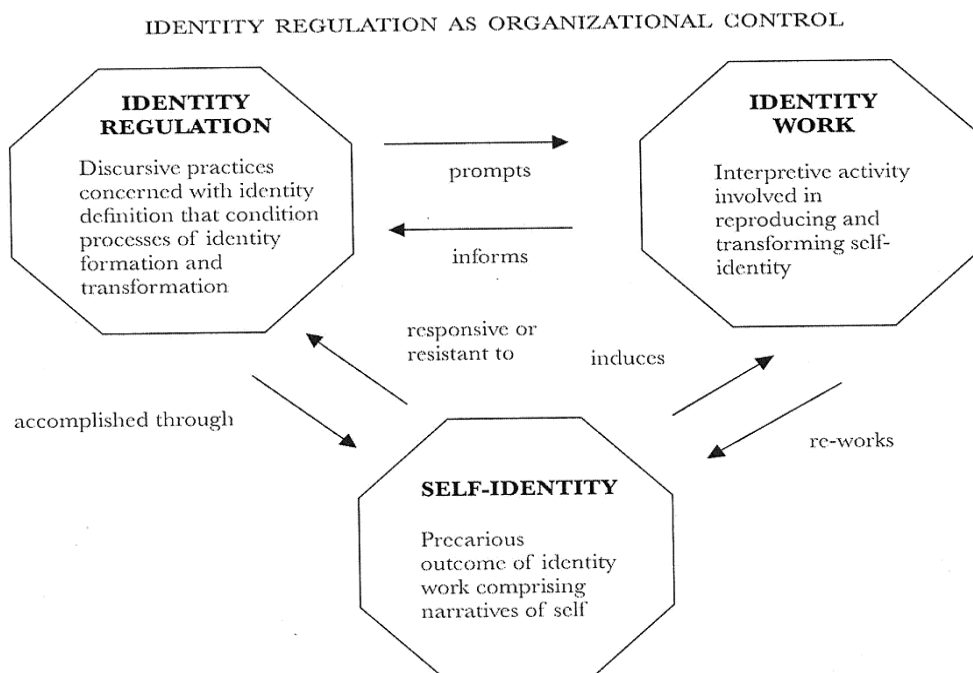 IDENTITY REGULATION AS ORGANIZATIONAL CONTROL
IDENTITY
REGULATION
Discursive practices
concerned with identity
definition that condition
processes of identity
formation and
transformation
prompts
informs
IDENTITY
WORK
Interpretive activity
involved in
reproducing and
transforming self-
identity
responsive or
resistant to
induces
accomplished through
re-works
SELF-IDENTITY
Precarious
outcome of identity
work comprising
narratives of self